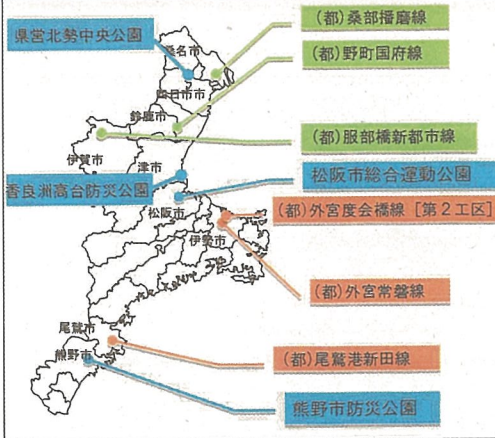 (都)桑部播磨線
県営北勢中央公園
桑名市
(都)野町国府線
四日市市
鈴鹿市
(都)服部橋新都市線
伊賀市
津市
松阪市総合運動公園
香良洲高台防災公園
松阪市
(都)外宮度会橋線 [第2工区]
伊勢市
(都)外宮常磐線
尾鷲市
熊野市
(都)尾鷲港新田線
熊野市防災公園